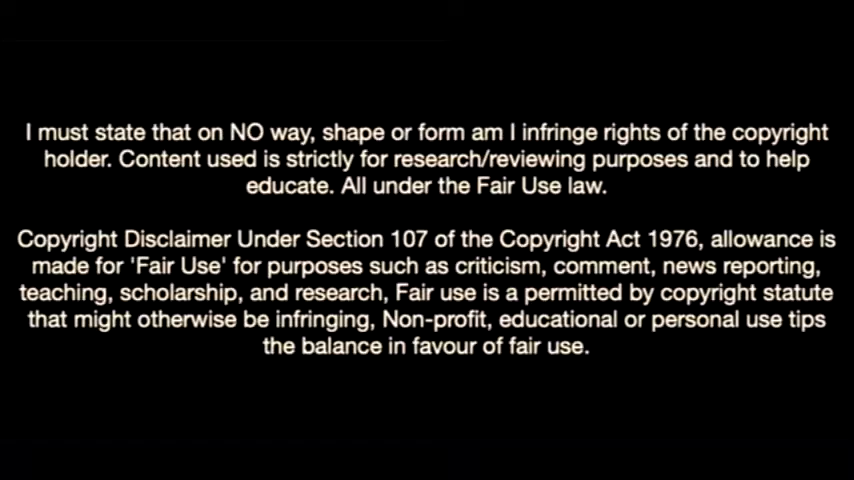 I must state that on NO way, shape or form am I infringe rights of the copyright
holder. Content used is strictly for research/reviewing purposes and to help
educate. All under the Fair Use law.
Copyright Disclaimer Under Section 107 of the Copyright Act 1976, allowance is
made for 'Fair Use' for purposes such as criticism, comment, news reporting,
teaching, scholarship, and research, Fair use is a permitted by copyright statute
that might otherwise be infringing, Non-profit, educational or personal use tips
the balance in favour of fair use.